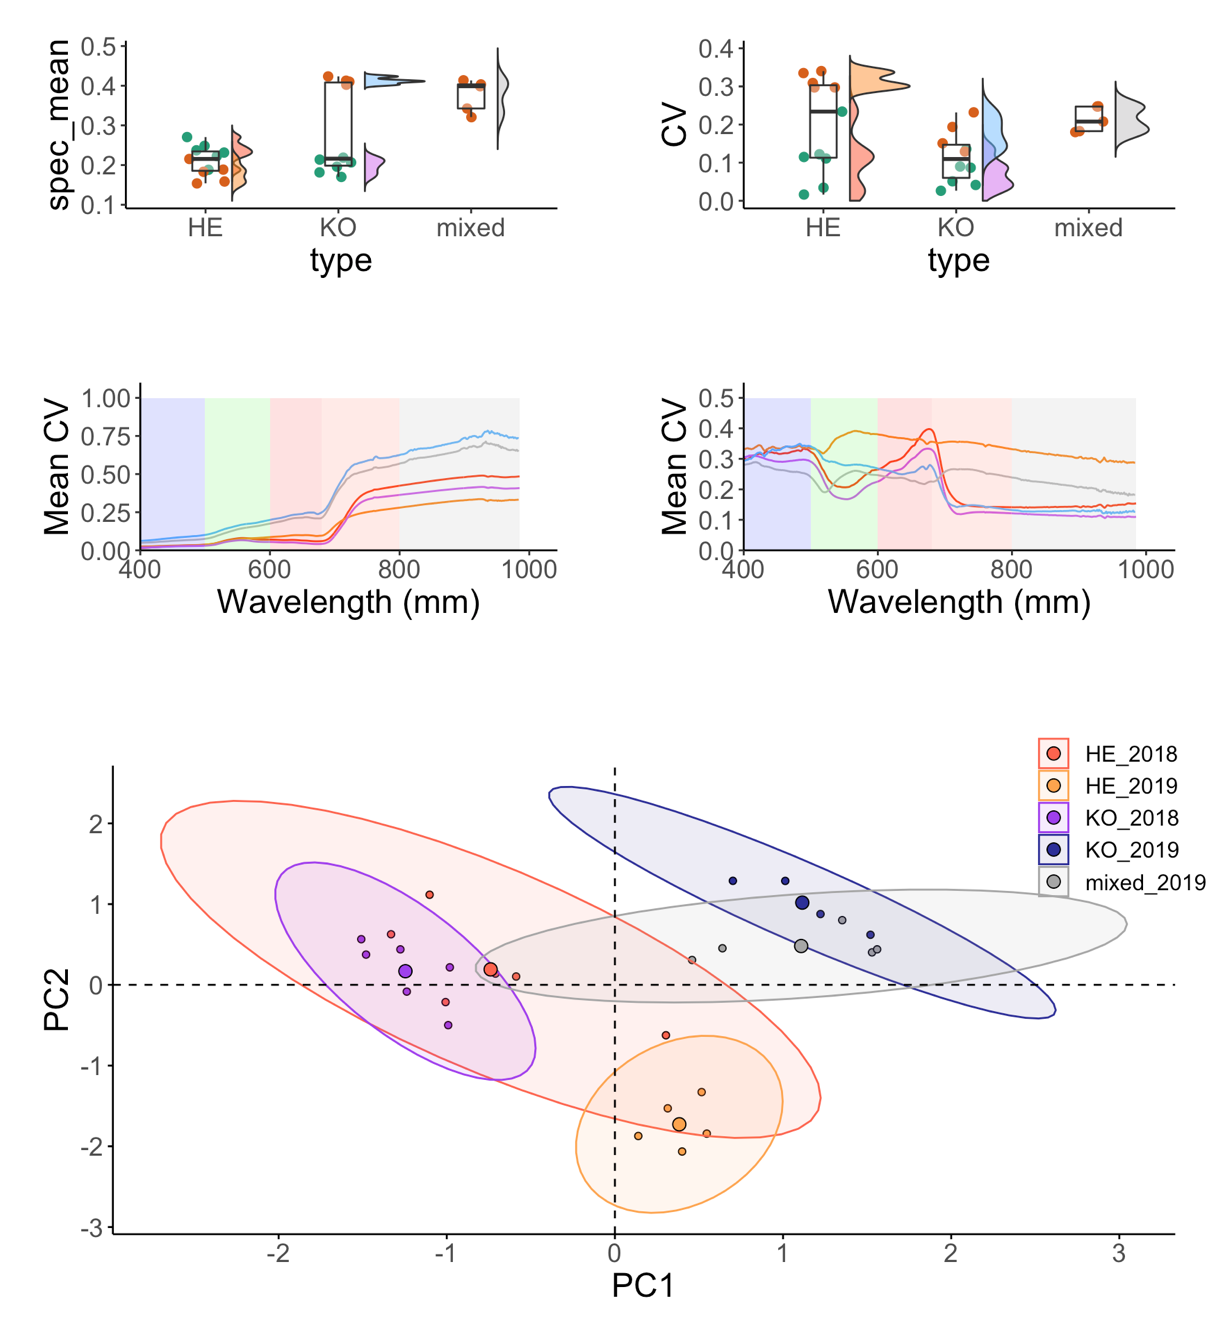 spec_mean
0.5
0.4
0.3
0.2
0.1
HE KO mixed
type
CV
0.4
0.3
0.2
0.1
0.0
HE KO mixed
type
Mean CV
1.00
0.75
0.50
0.25
0.00
400 600 800 1000
Wavelength (mm)
Mean CV
0.5
0.4
0.3
0.2
0.1
0.0
400 600 800 1000
Wavelength (mm)
HE_2018
HE_2019
KO_2018
KO_2019
mixed_2019
PC2
2
1
0
-1
-2
-3
-2 -1 0 1 2 3
PC1